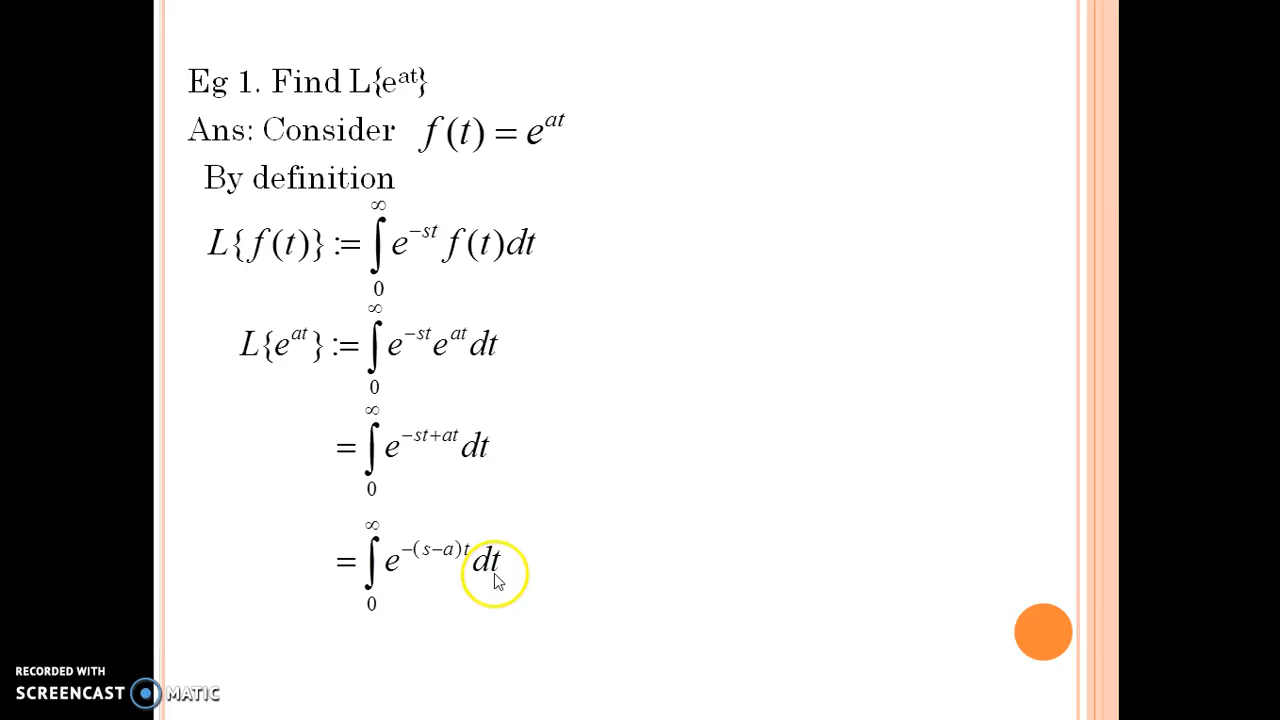 Eg 1. Find L{e^{at}}
Ans: Consider f(t) = e^{at}
By definition
L{f(t)} := ∫_0^∞ e^{-st} f(t)dt
L{e^{at}} := ∫_0^∞ e^{-st} e^{at} dt
= ∫_0^∞ e^{-st+at} dt
= ∫_0^∞ e^{-(s-a)t} dt
RECORDED WITH
SCREENCAST MATIC